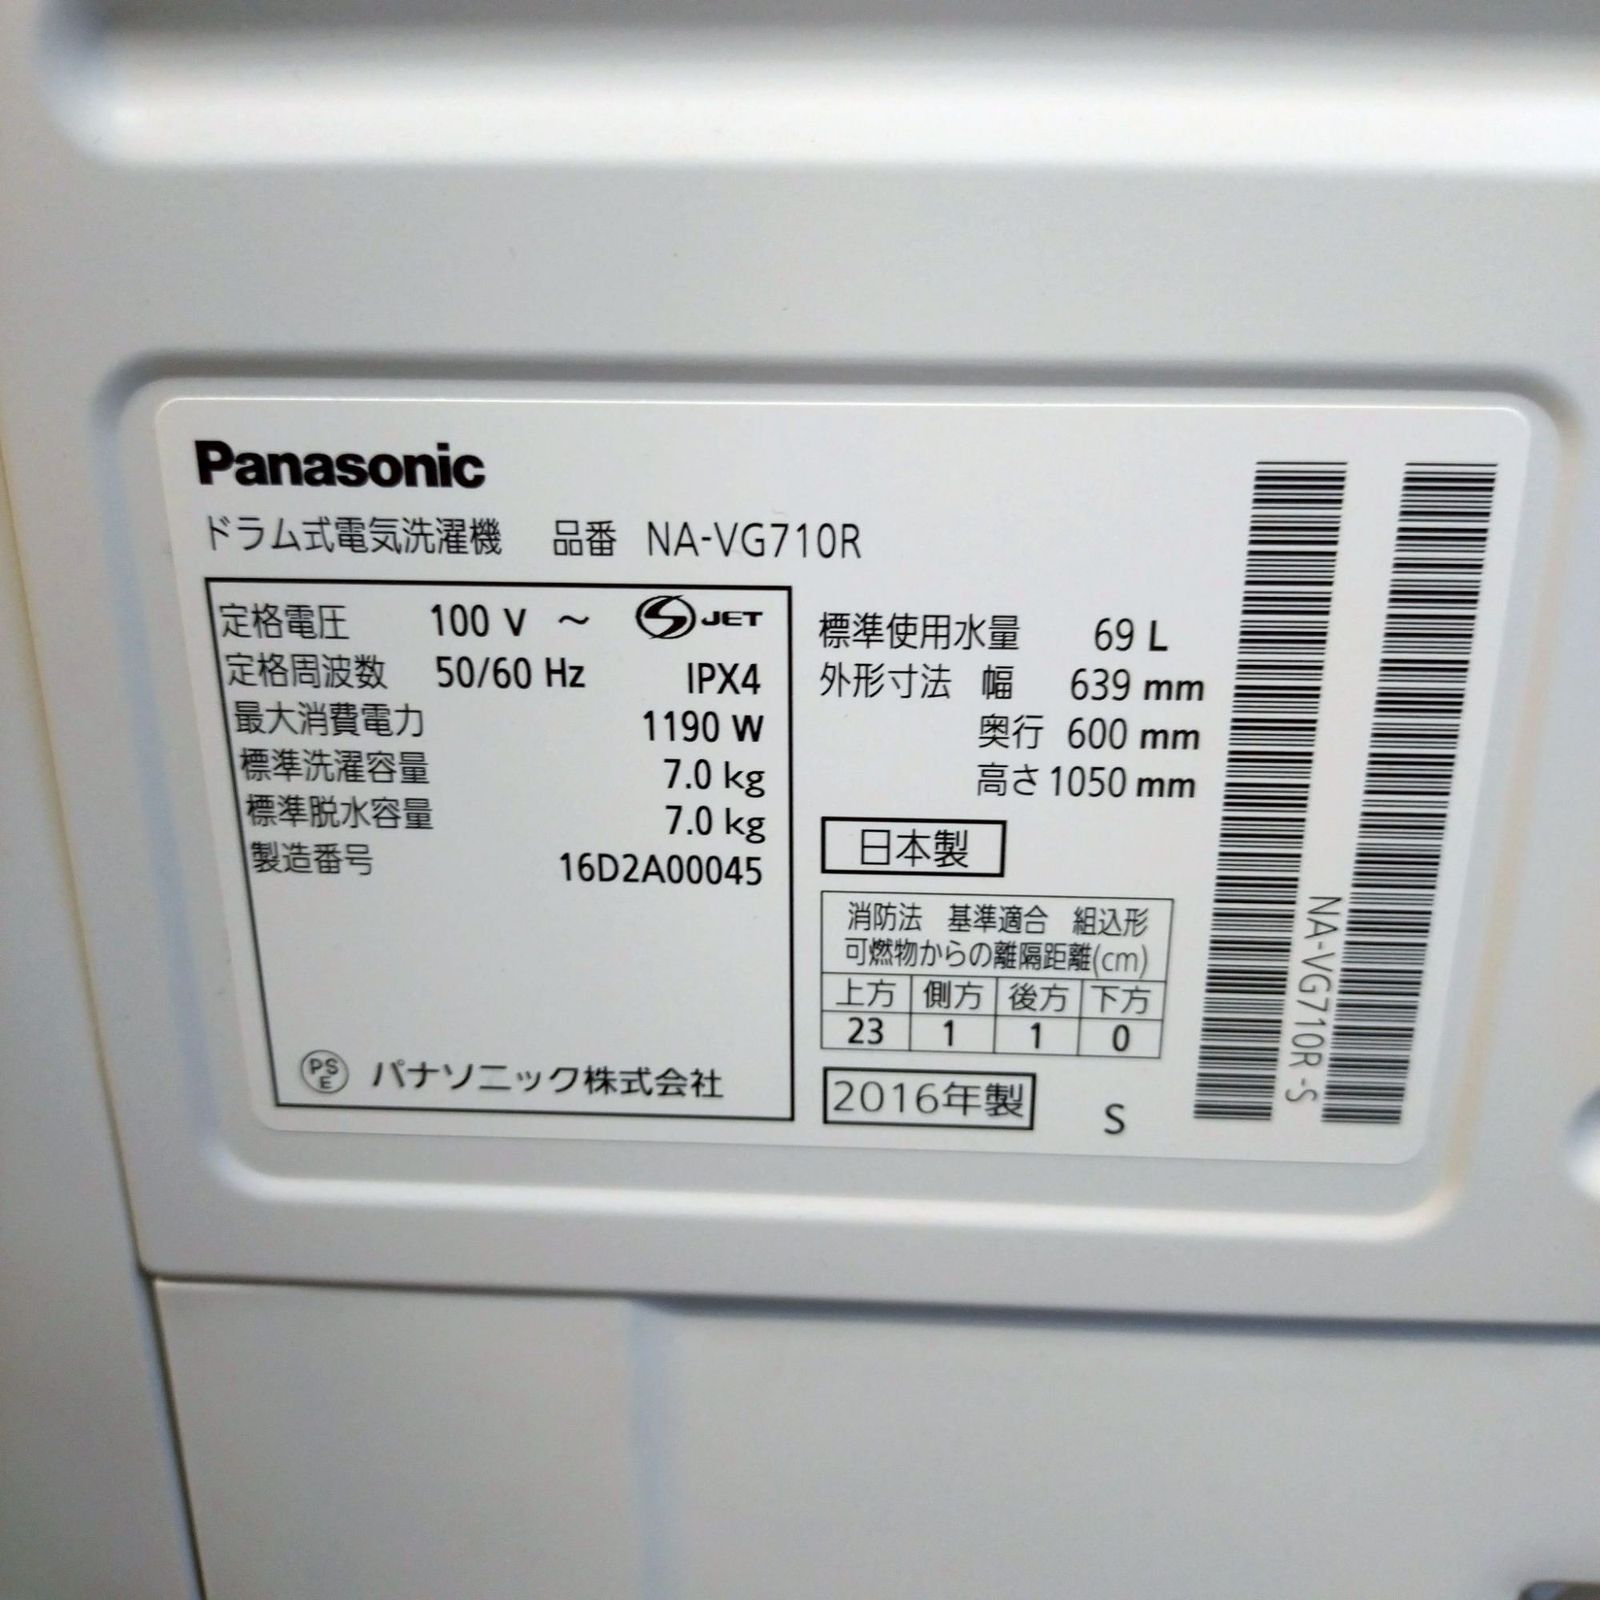 Panasonic
ドラム式電気洗濯機 品番 NA-VG710R
定格電圧 100 V ～ S JET
定格周波数 50/60 Hz IPX4
最大消費電力 1190 W
標準洗濯容量 7.0 kg
標準脱水容量 7.0 kg
製造番号 16D2A00045
PS E パナソニック株式会社
標準使用水量 69 L
外形寸法 幅 639 mm
奥行 600 mm
高さ 1050 mm
日本製
消防法 基準適合 組込形
可燃物からの離隔距離(cm)
上方 側方 後方 下方
23 1 1 0
2016年製 S
NA-VG710R -S